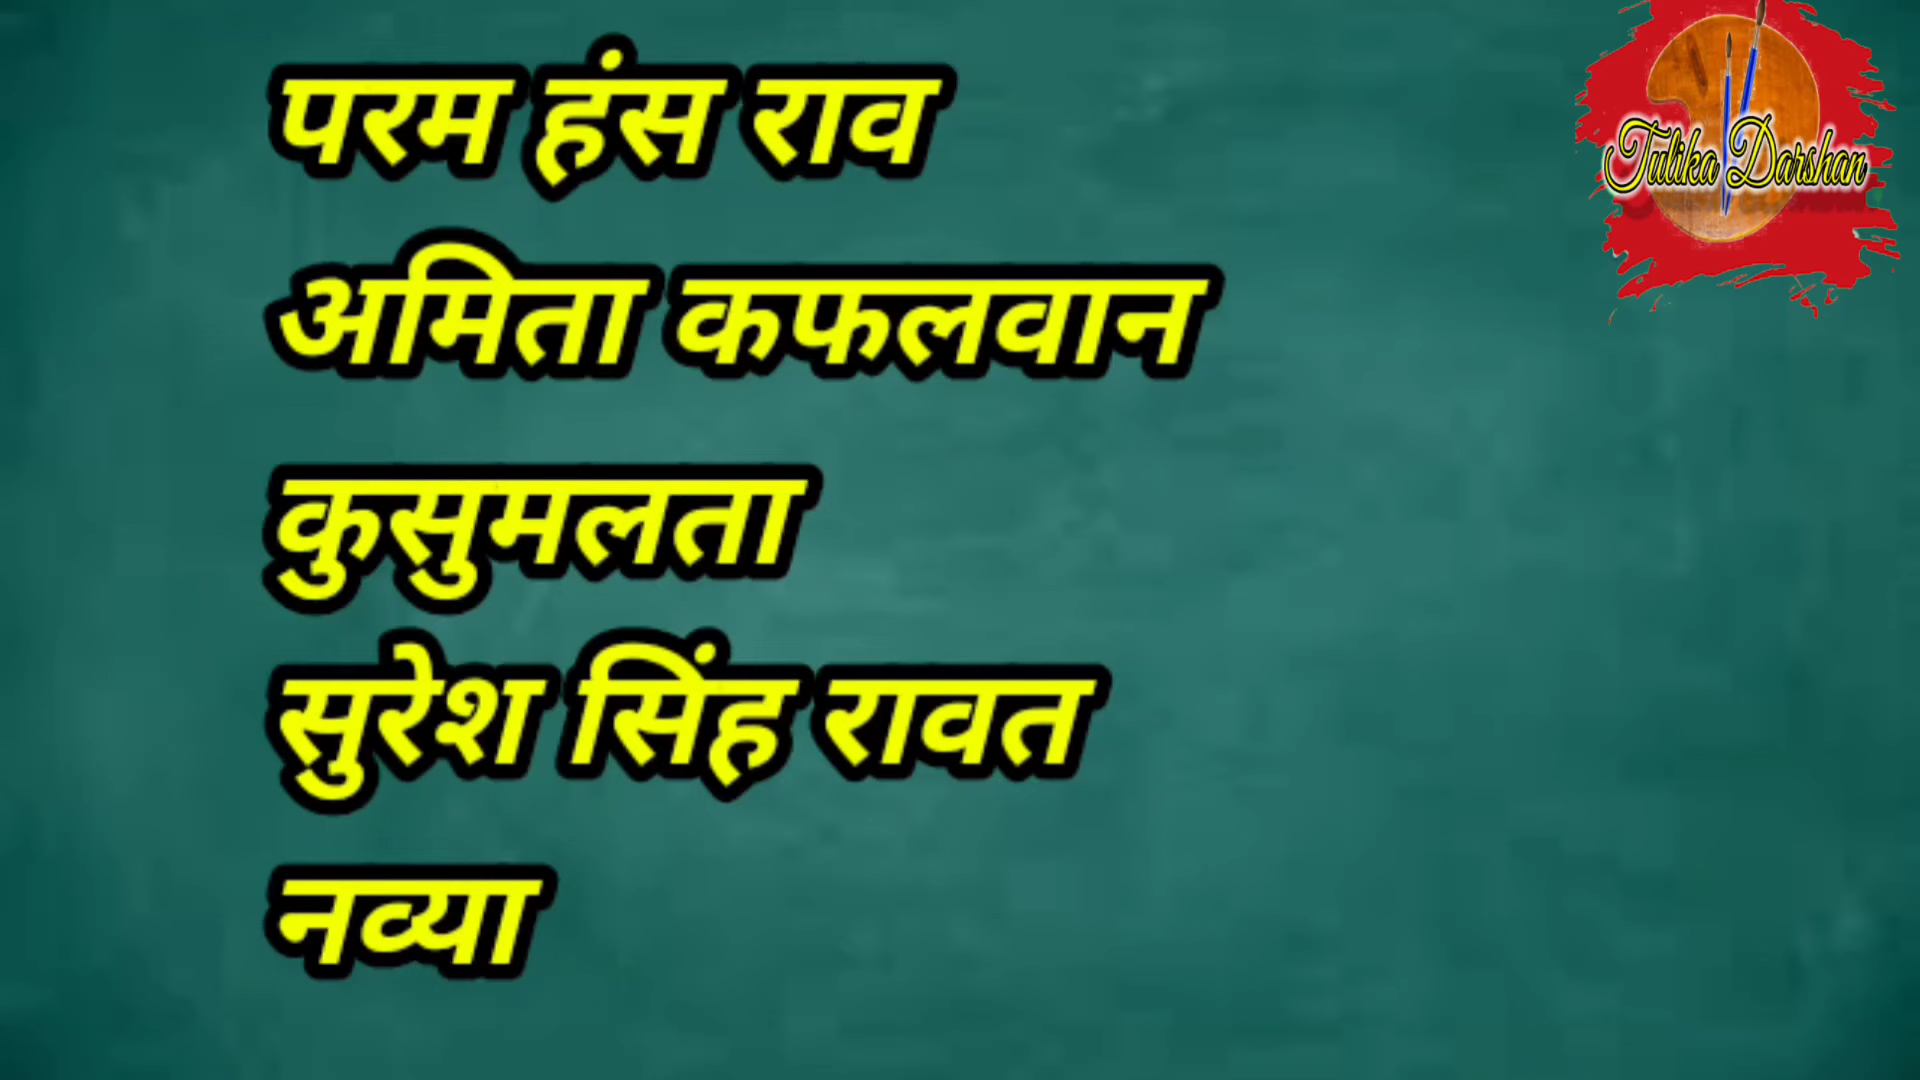 परम हंस राव
Tulika Darshan
अमिता कफलवान
कुसुमलता
सुरेश सिंह रावत
नव्या